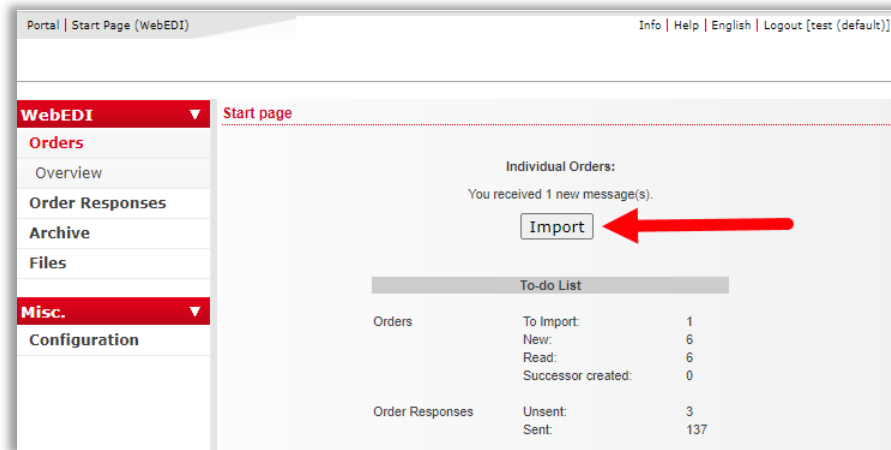 Portal | Start Page (WebEDI)
Info | Help | English | Logout [test (default)]
WebEDI
Orders
Overview
Order Responses
Archive
Files
Misc.
Configuration
Start page
Individual Orders:
You received 1 new message(s).
Import
To-do List
Orders To Import: 1
New: 6
Read: 6
Successor created: 0
Order Responses Unsent: 3
Sent: 137